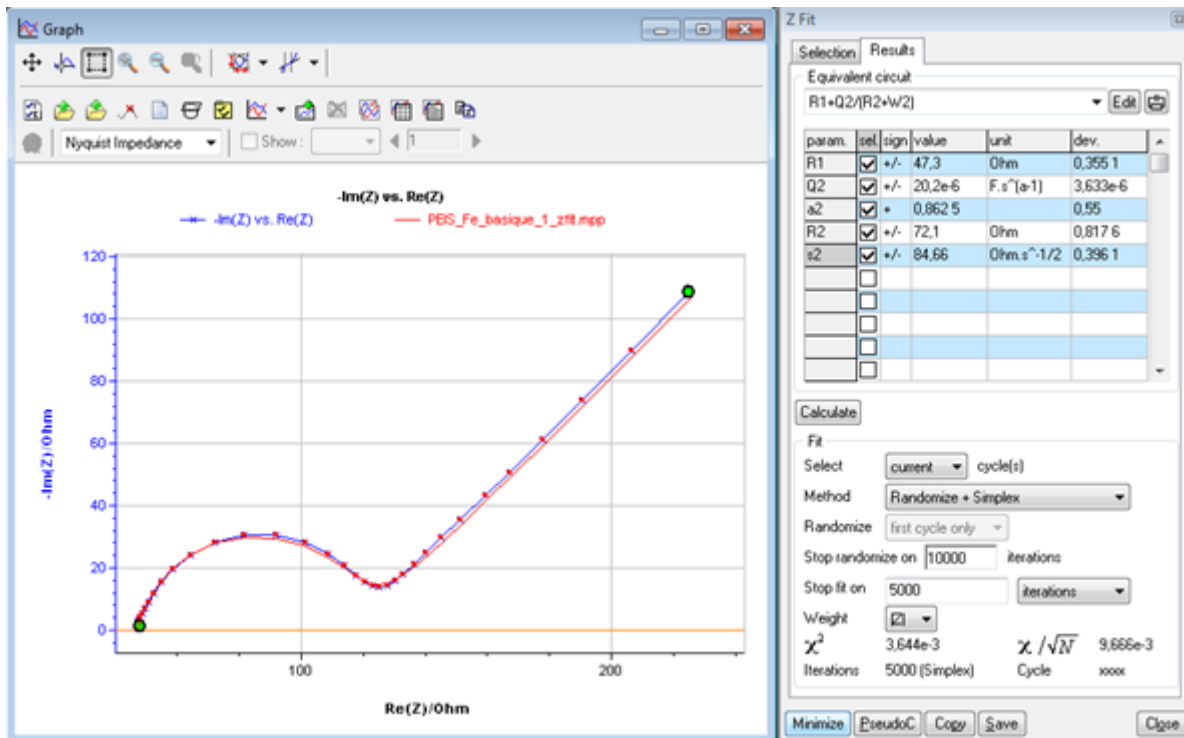 Graph
Nyquist Impedance
Show :
1
-Im(Z) vs. Re(Z)
-Im(Z) vs. Re(Z)
PEIS_Fe_basique_1_zfit.mpp
120
100
80
60
40
20
0
100
200
-Im(Z)/Ohm
Re(Z)/Ohm
Z Fit
Selection
Results
Equivalent circuit
R1+Q2/(R2+W2)
Edit
param. sel. sign value unit dev.
R1 +/- 47,3 Ohm 0,355 1
Q2 +/- 20,2e-6 F.s^(a-1) 3,633e-6
a2 + 0,862 5 0,55
R2 +/- 72,1 Ohm 0,817 6
s2 +/- 84,66 Ohm.s^-1/2 0,396 1
Calculate
Fit
Select current cycle(s)
Method Randomize + Simplex
Randomize first cycle only
Stop randomize on 10000 iterations
Stop fit on 5000 iterations
Weight |Z|
χ² 3,644e-3 χ/√N 9,666e-3
Iterations 5000 (Simplex) Cycle xxxx
Minimize PseudoC Copy Save Close